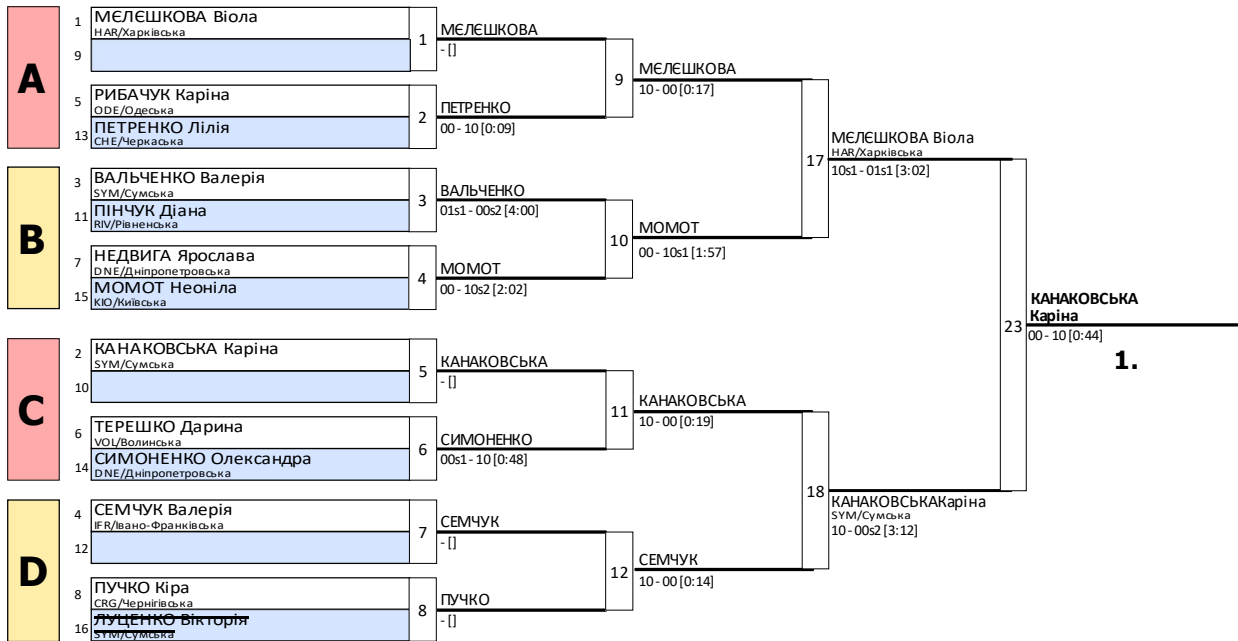 A
1
МЄЛЄШКОВА Віола
HAR/Харківська
9
1
МЄЛЄШКОВА
- []
5
РИБАЧУК Каріна
ODE/Одеська
13
ПЕТРЕНКО Лілія
CHE/Черкаська
2
ПЕТРЕНКО
00 - 10 [0:09]
9
МЄЛЄШКОВА
10 - 00 [0:17]
B
3
ВАЛЬЧЕНКО Валерія
SYM/Сумська
11
ПІНЧУК Діана
RIV/Рівненська
3
ВАЛЬЧЕНКО
01s1 - 00s2 [4:00]
7
НЕДВИГА Ярослава
DNE/Дніпропетровська
15
МОМОТ Неоніла
KIO/Київська
4
МОМОТ
00 - 10s2 [2:02]
10
МОМОТ
00 - 10s1 [1:57]
17
МЄЛЄШКОВА Віола
HAR/Харківська
10s1 - 01s1 [3:02]
C
2
КАНАКОВСЬКА Каріна
SYM/Сумська
10
5
КАНАКОВСЬКА
- []
6
ТЕРЕШКО Дарина
VOL/Волинська
14
СИМОНЕНКО Олександра
DNE/Дніпропетровська
6
СИМОНЕНКО
00s1 - 10 [0:48]
11
КАНАКОВСЬКА
10 - 00 [0:19]
D
4
СЕМЧУК Валерія
IFR/Івано-Франківська
12
7
СЕМЧУК
- []
8
ПУЧКО Кіра
CRG/Чернігівська
16
ЛУЦЕНКО Вікторія
SYM/Сумська
8
ПУЧКО
- []
12
СЕМЧУК
10 - 00 [0:14]
18
КАНАКОВСЬКАКаріна
SYM/Сумська
10 - 00s2 [3:12]
23
КАНАКОВСЬКА
Каріна
00 - 10 [0:44]
1.